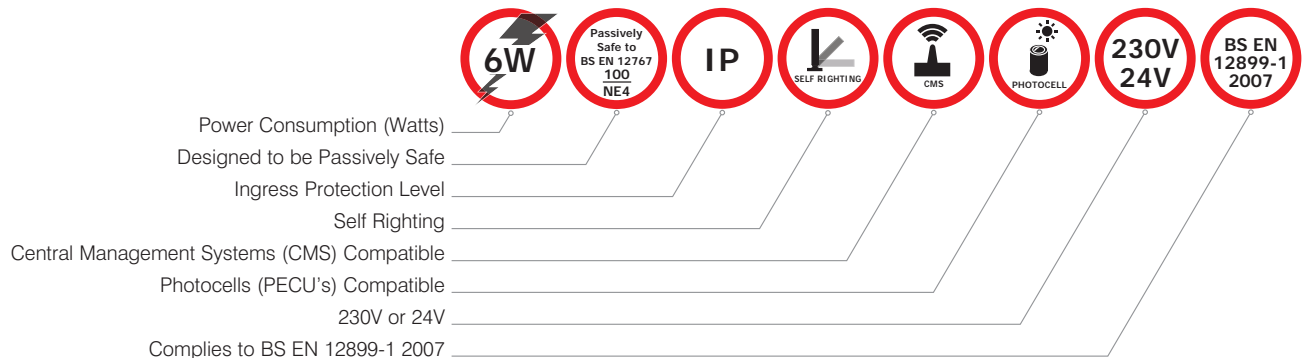 6W
Passively
Safe to
BS EN 12767
100
NE4
IP
SELF RIGHTING
CMS
PHOTOCELL
230V
24V
BS EN
12899-1
2007
Power Consumption (Watts)
Designed to be Passively Safe
Ingress Protection Level
Self Righting
Central Management Systems (CMS) Compatible
Photocells (PECU's) Compatible
230V or 24V
Complies to BS EN 12899-1 2007